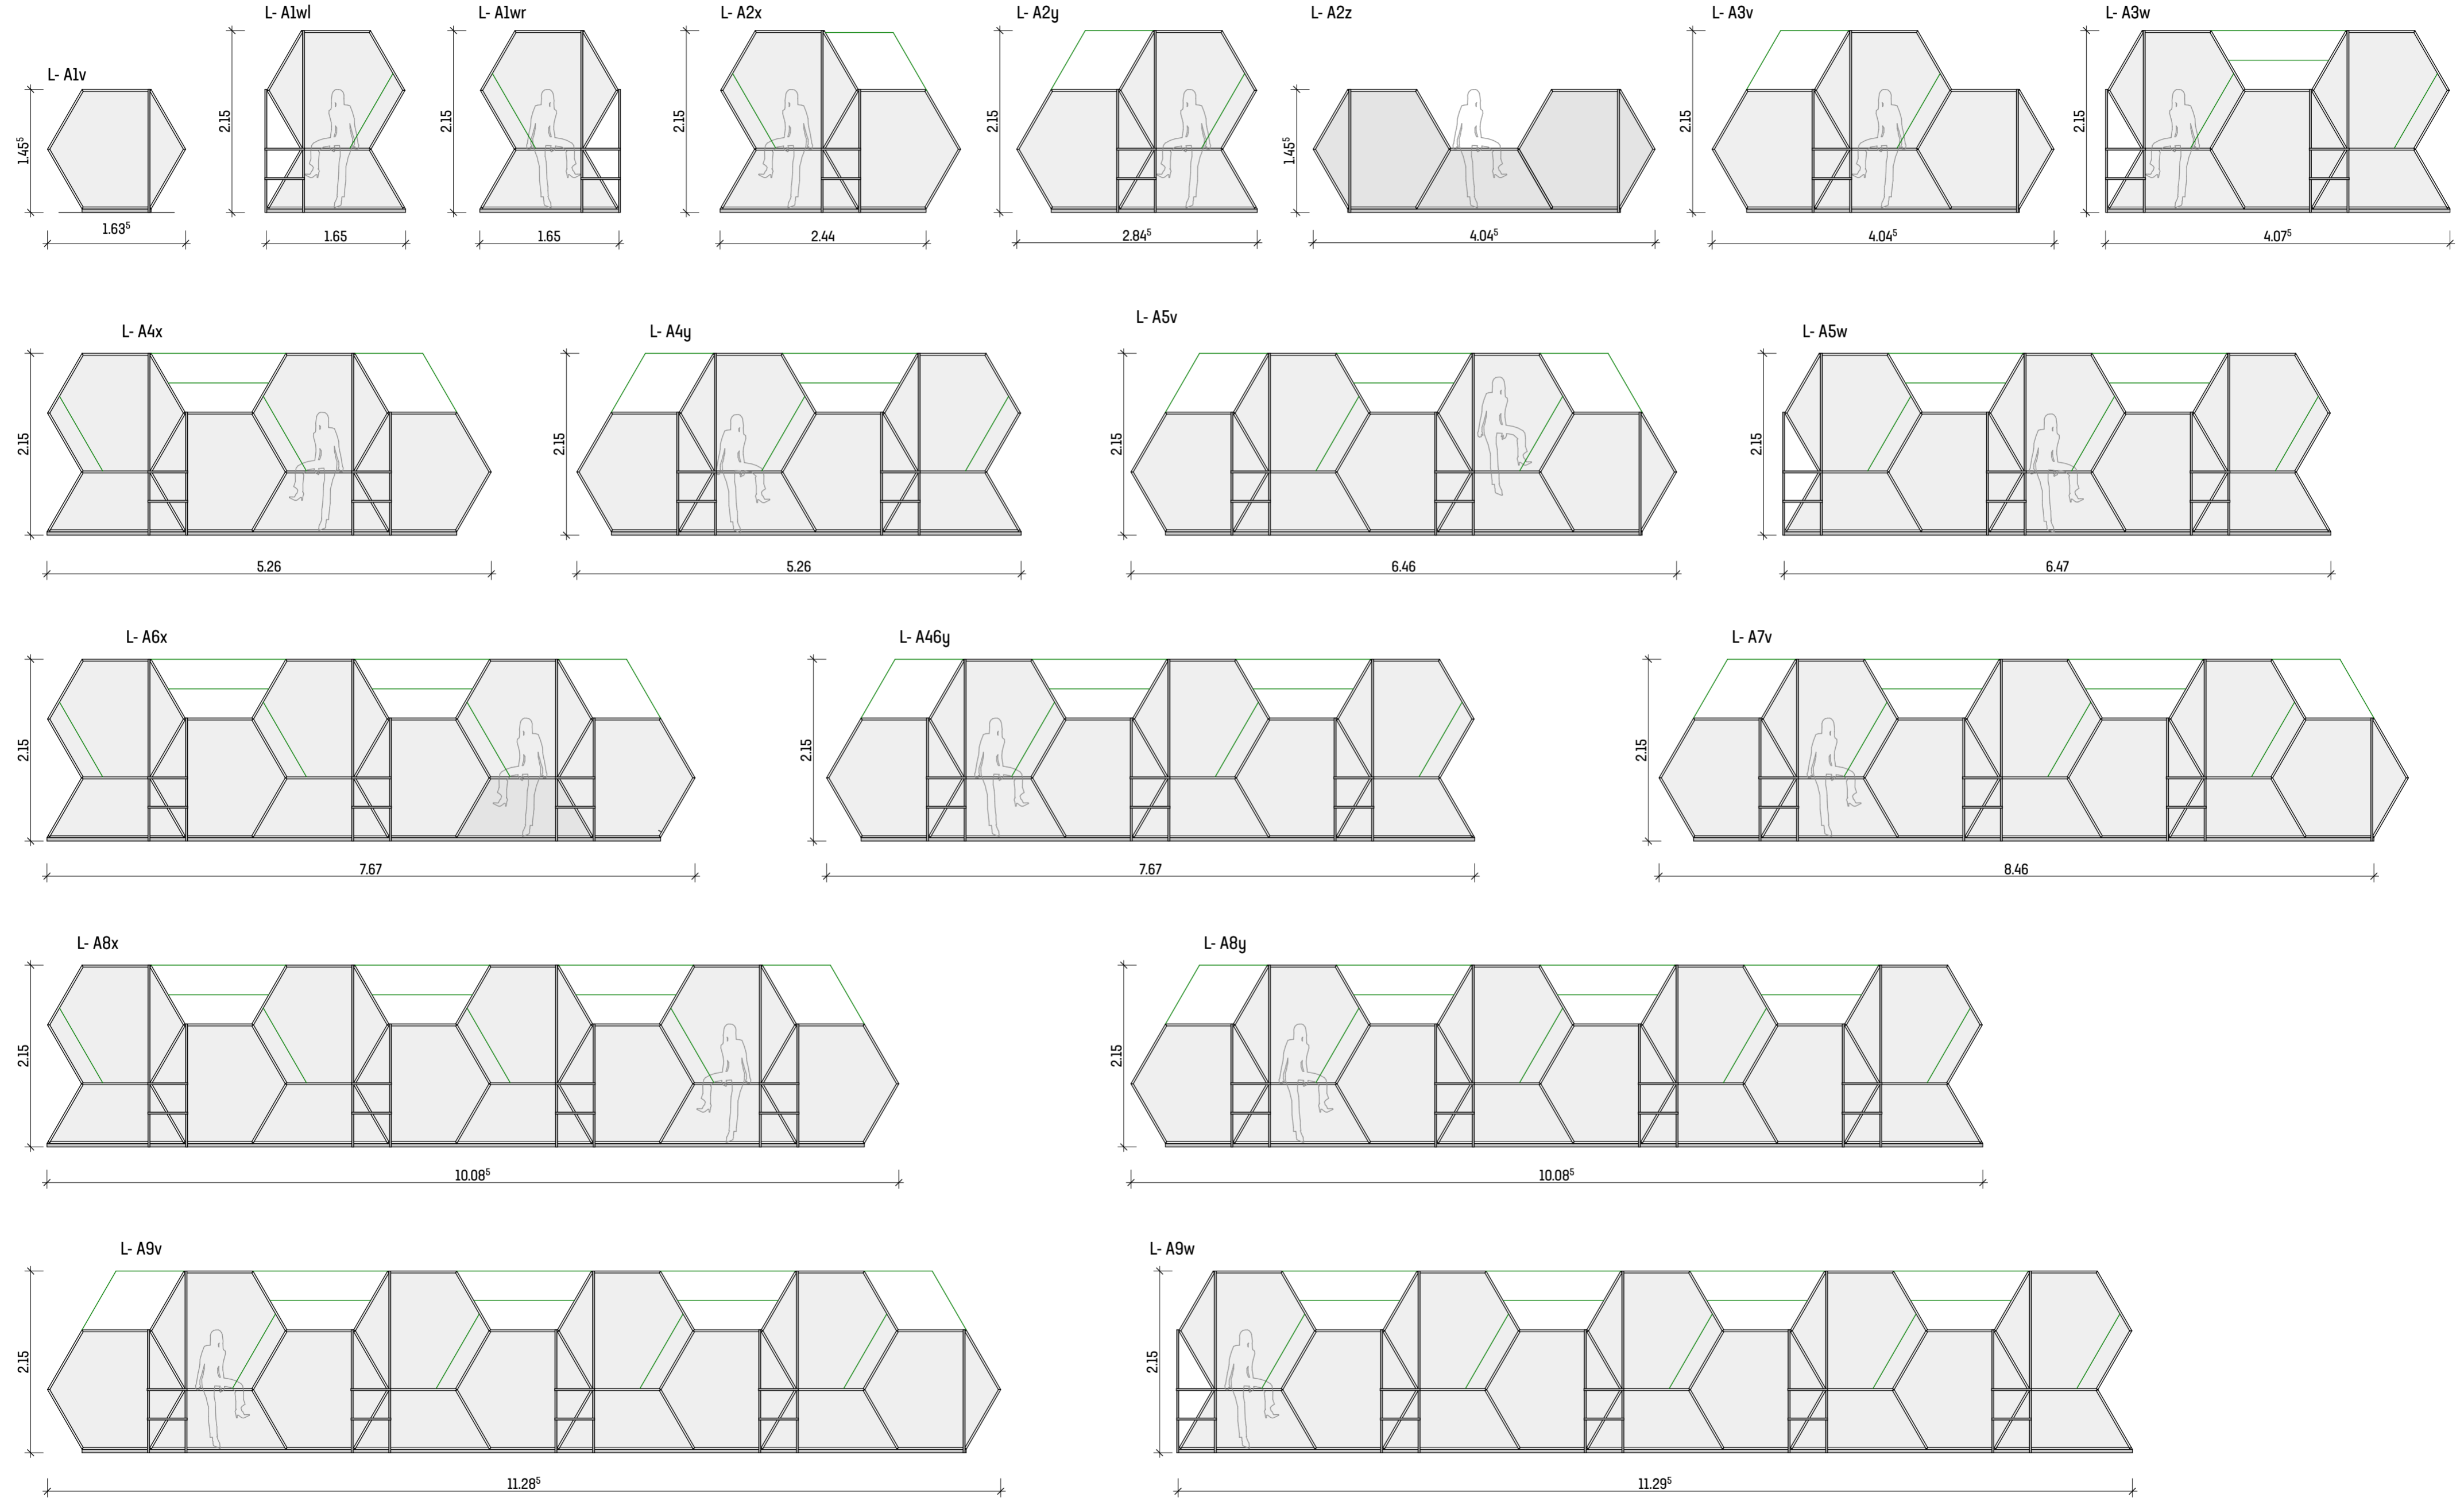 L- A1v
1.45⁵
1.63⁵
L- A1wl
2.15
1.65
L- A1wr
2.15
1.65
L- A2x
2.15
2.44
L- A2y
2.15
2.84⁵
L- A2z
1.45⁵
4.04⁵
L- A3v
2.15
4.04⁵
L- A3w
2.15
4.07⁵
L- A4x
2.15
5.26
L- A4y
2.15
5.26
L- A5v
2.15
6.46
L- A5w
2.15
6.47
L- A6x
2.15
7.67
L- A46y
2.15
7.67
L- A7v
2.15
8.46
L- A8x
2.15
10.08⁵
L- A8y
2.15
10.08⁵
L- A9v
2.15
11.28⁵
L- A9w
2.15
11.29⁵